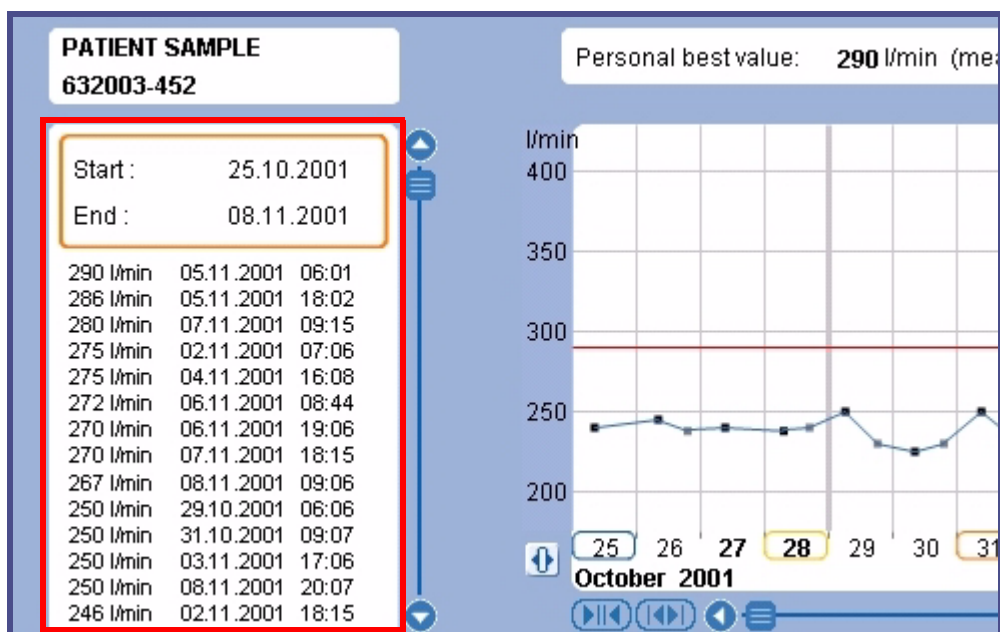 PATIENT SAMPLE
632003-452
Personal best value: 290 l/min (mea
Start : 25.10.2001
End : 08.11.2001
290 l/min 05.11.2001 06:01
286 l/min 05.11.2001 18:02
280 l/min 07.11.2001 09:15
275 l/min 02.11.2001 07:06
275 l/min 04.11.2001 16:08
272 l/min 06.11.2001 08:44
270 l/min 06.11.2001 19:06
270 l/min 07.11.2001 18:15
267 l/min 08.11.2001 09:06
250 l/min 29.10.2001 06:06
250 l/min 31.10.2001 09:07
250 l/min 03.11.2001 17:06
250 l/min 08.11.2001 20:07
246 l/min 02.11.2001 18:15
l/min
400
350
300
250
200
25 26 27 28 29 30 31
October 2001